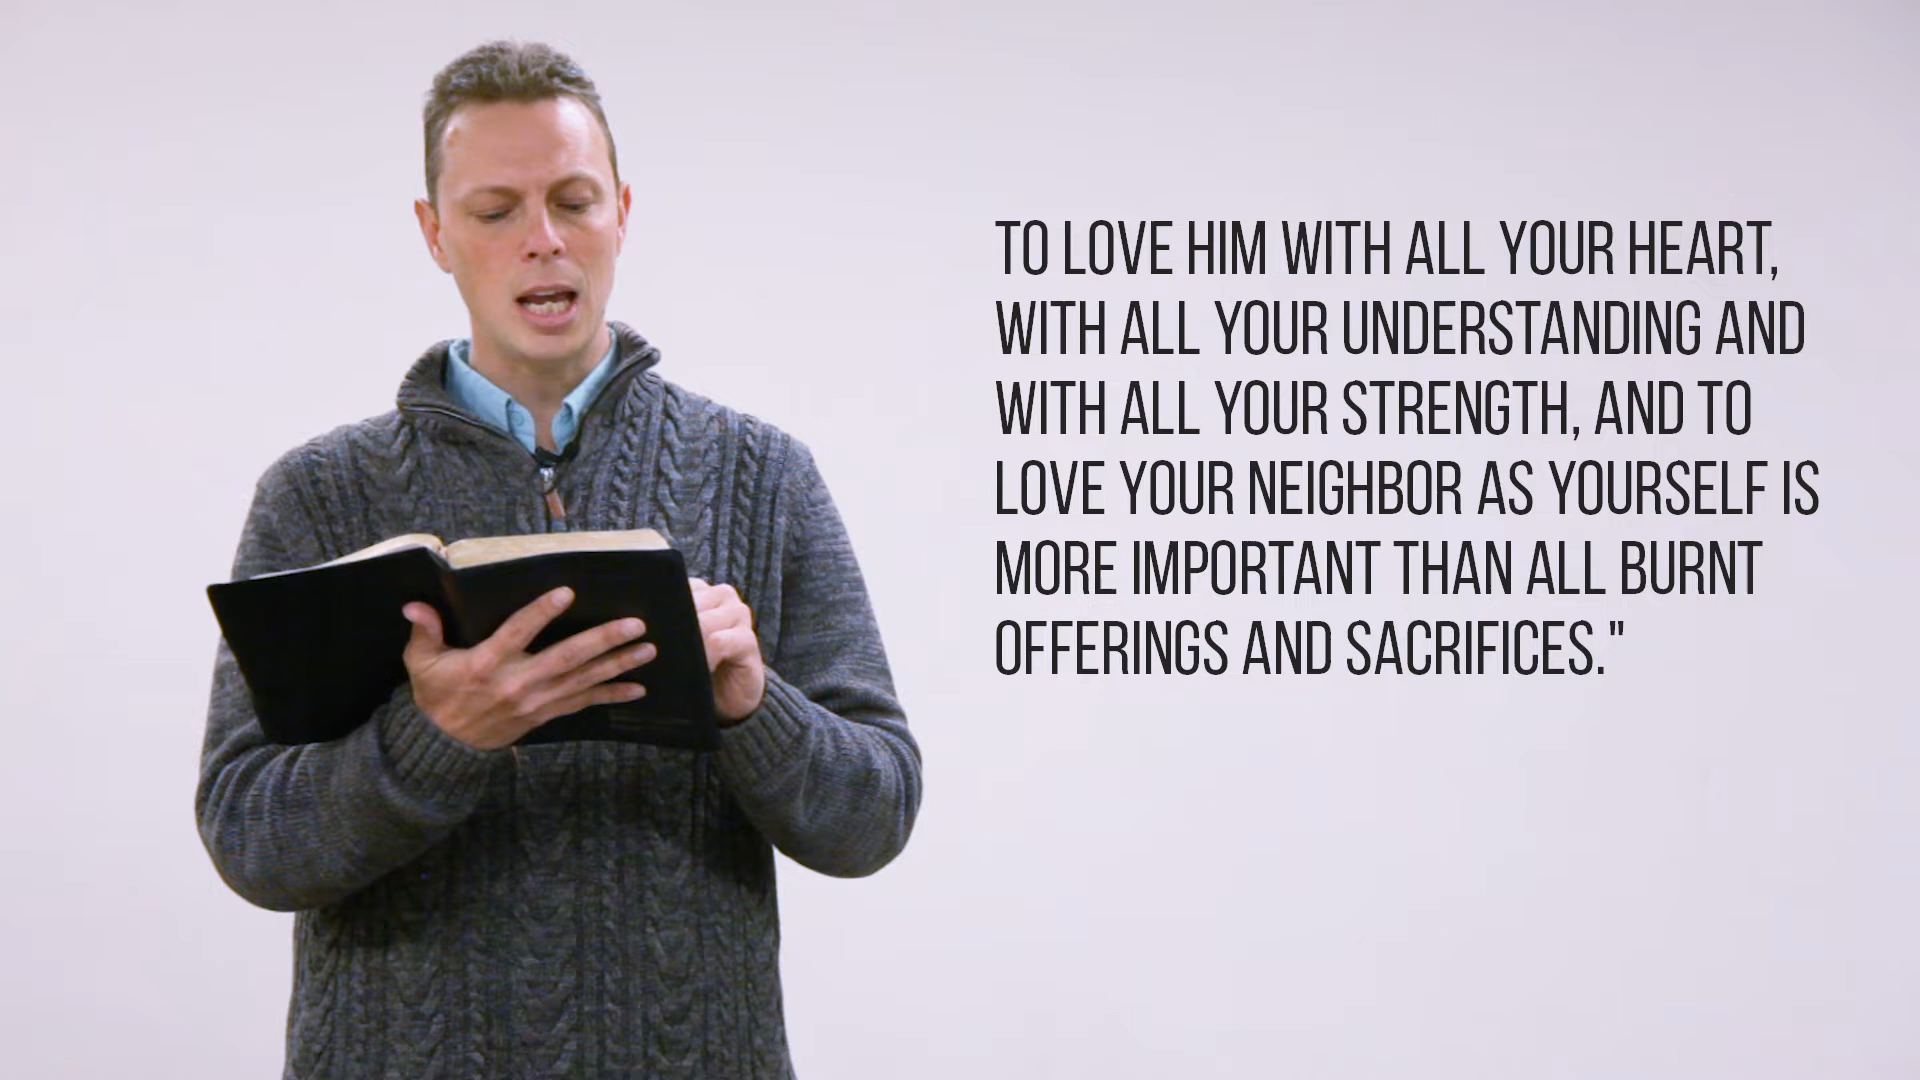 TO LOVE HIM WITH ALL YOUR HEART,
WITH ALL YOUR UNDERSTANDING AND
WITH ALL YOUR STRENGTH, AND TO
LOVE YOUR NEIGHBOR AS YOURSELF IS
MORE IMPORTANT THAN ALL BURNT
OFFERINGS AND SACRIFICES."